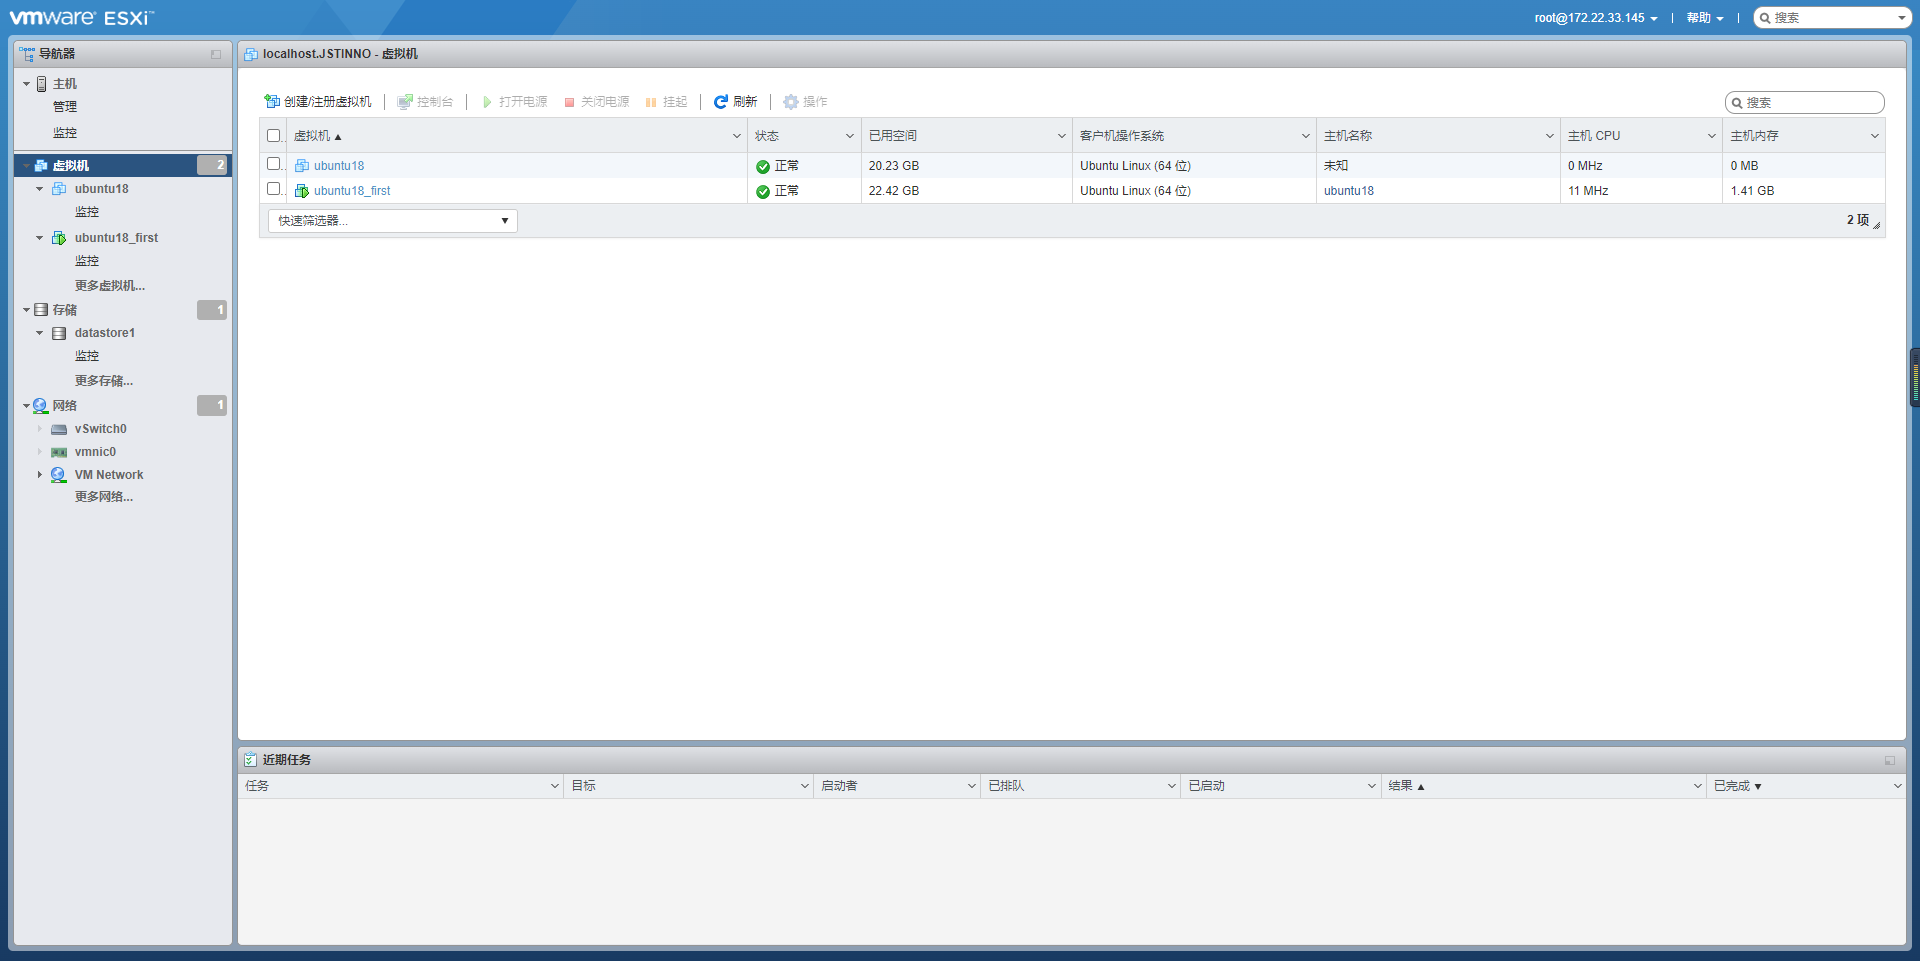 vmware ESXi™
root@172.22.33.145 | 帮助 | 搜索
导航器
主机
管理
监控
虚拟机 2
ubuntu18
监控
ubuntu18_first
监控
更多虚拟机...
存储 1
datastore1
监控
更多存储...
网络 1
vSwitch0
vmnic0
VM Network
更多网络...
localhost.JSTINNO - 虚拟机
创建/注册虚拟机 | 控制台 | 打开电源 关闭电源 挂起 | 刷新 | 操作 搜索
虚拟机 ▲ 状态 已用空间 客户机操作系统 主机名称 主机 CPU 主机内存
ubuntu18 正常 20.23 GB Ubuntu Linux (64 位) 未知 0 MHz 0 MB
ubuntu18_first 正常 22.42 GB Ubuntu Linux (64 位) ubuntu18 11 MHz 1.41 GB
快速筛选器... 2 项
近期任务
任务 目标 启动者 已排队 已启动 结果 ▲ 已完成 ▼